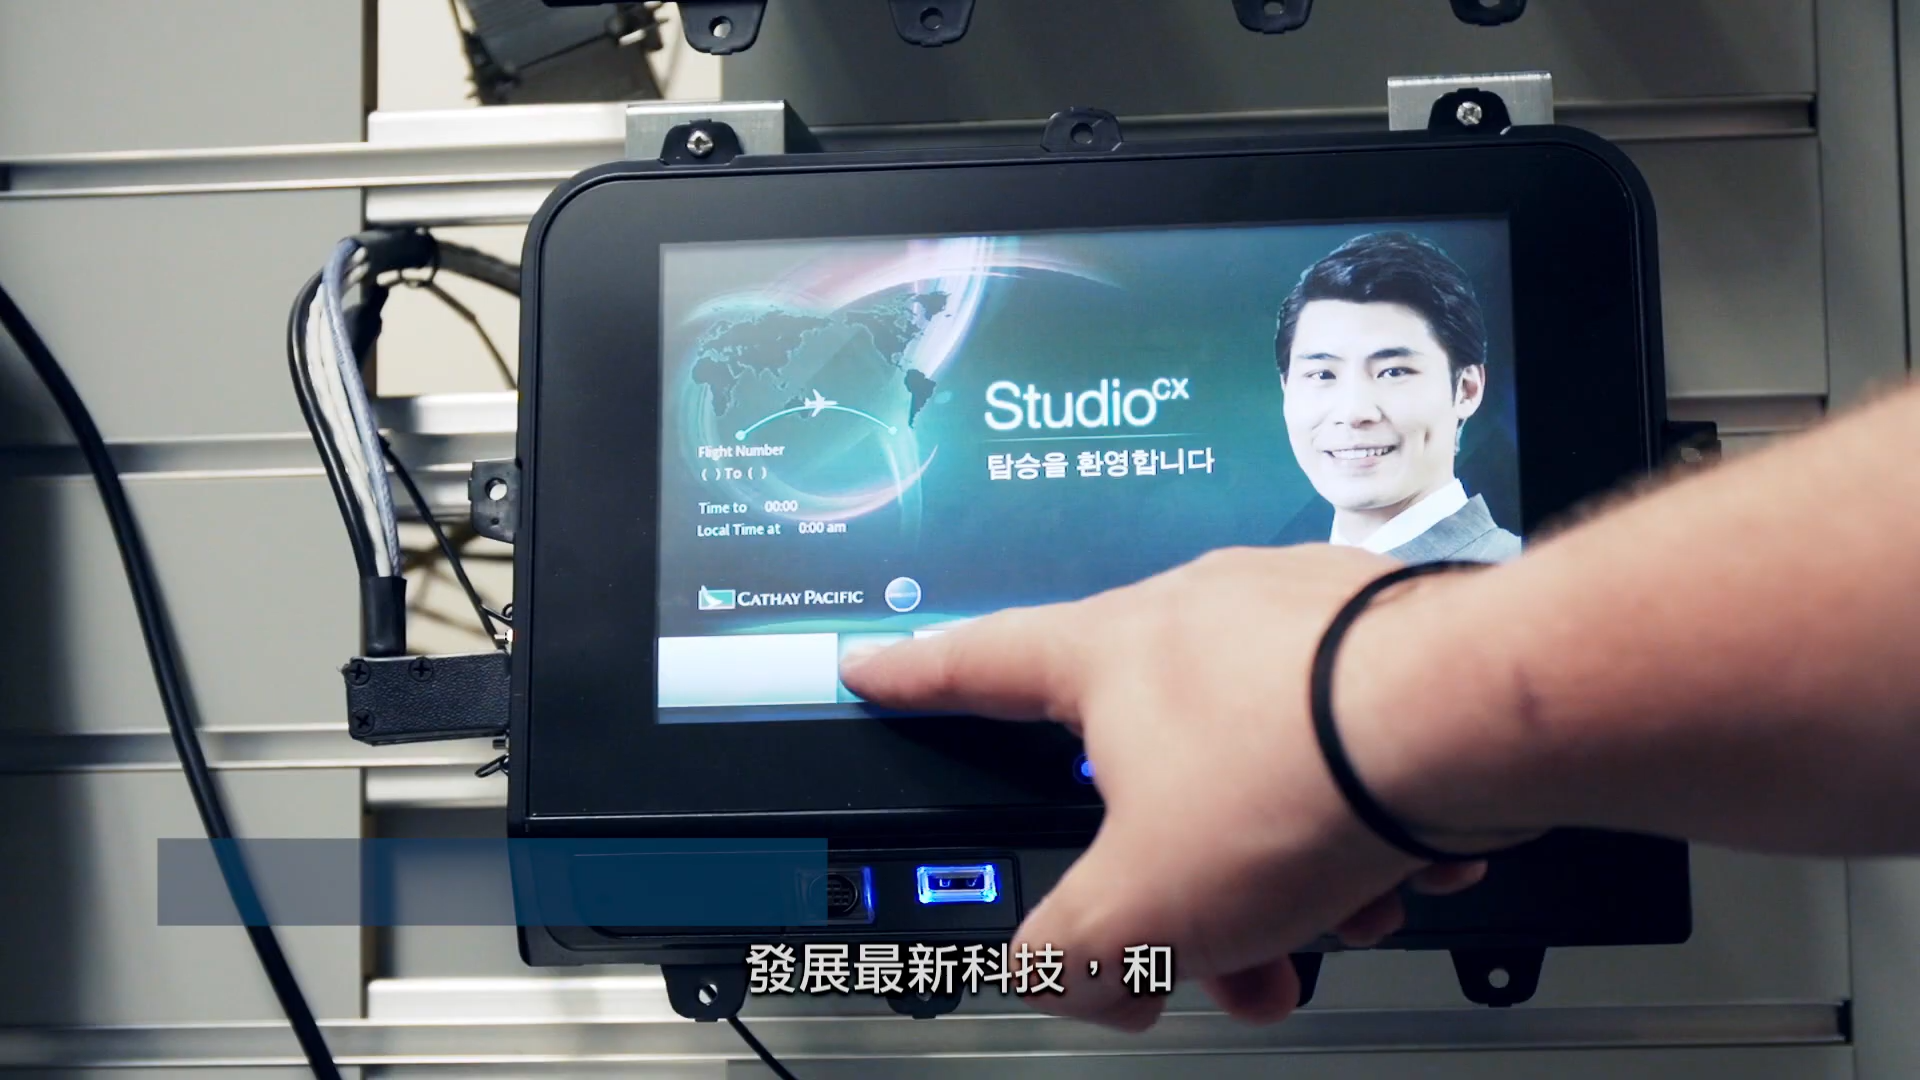 Studio CX
탑승을 환영합니다
Flight Number
( ) To ( )
Time to 00:00
Local Time at 0:00 am
CATHAY PACIFIC
發展最新科技，和